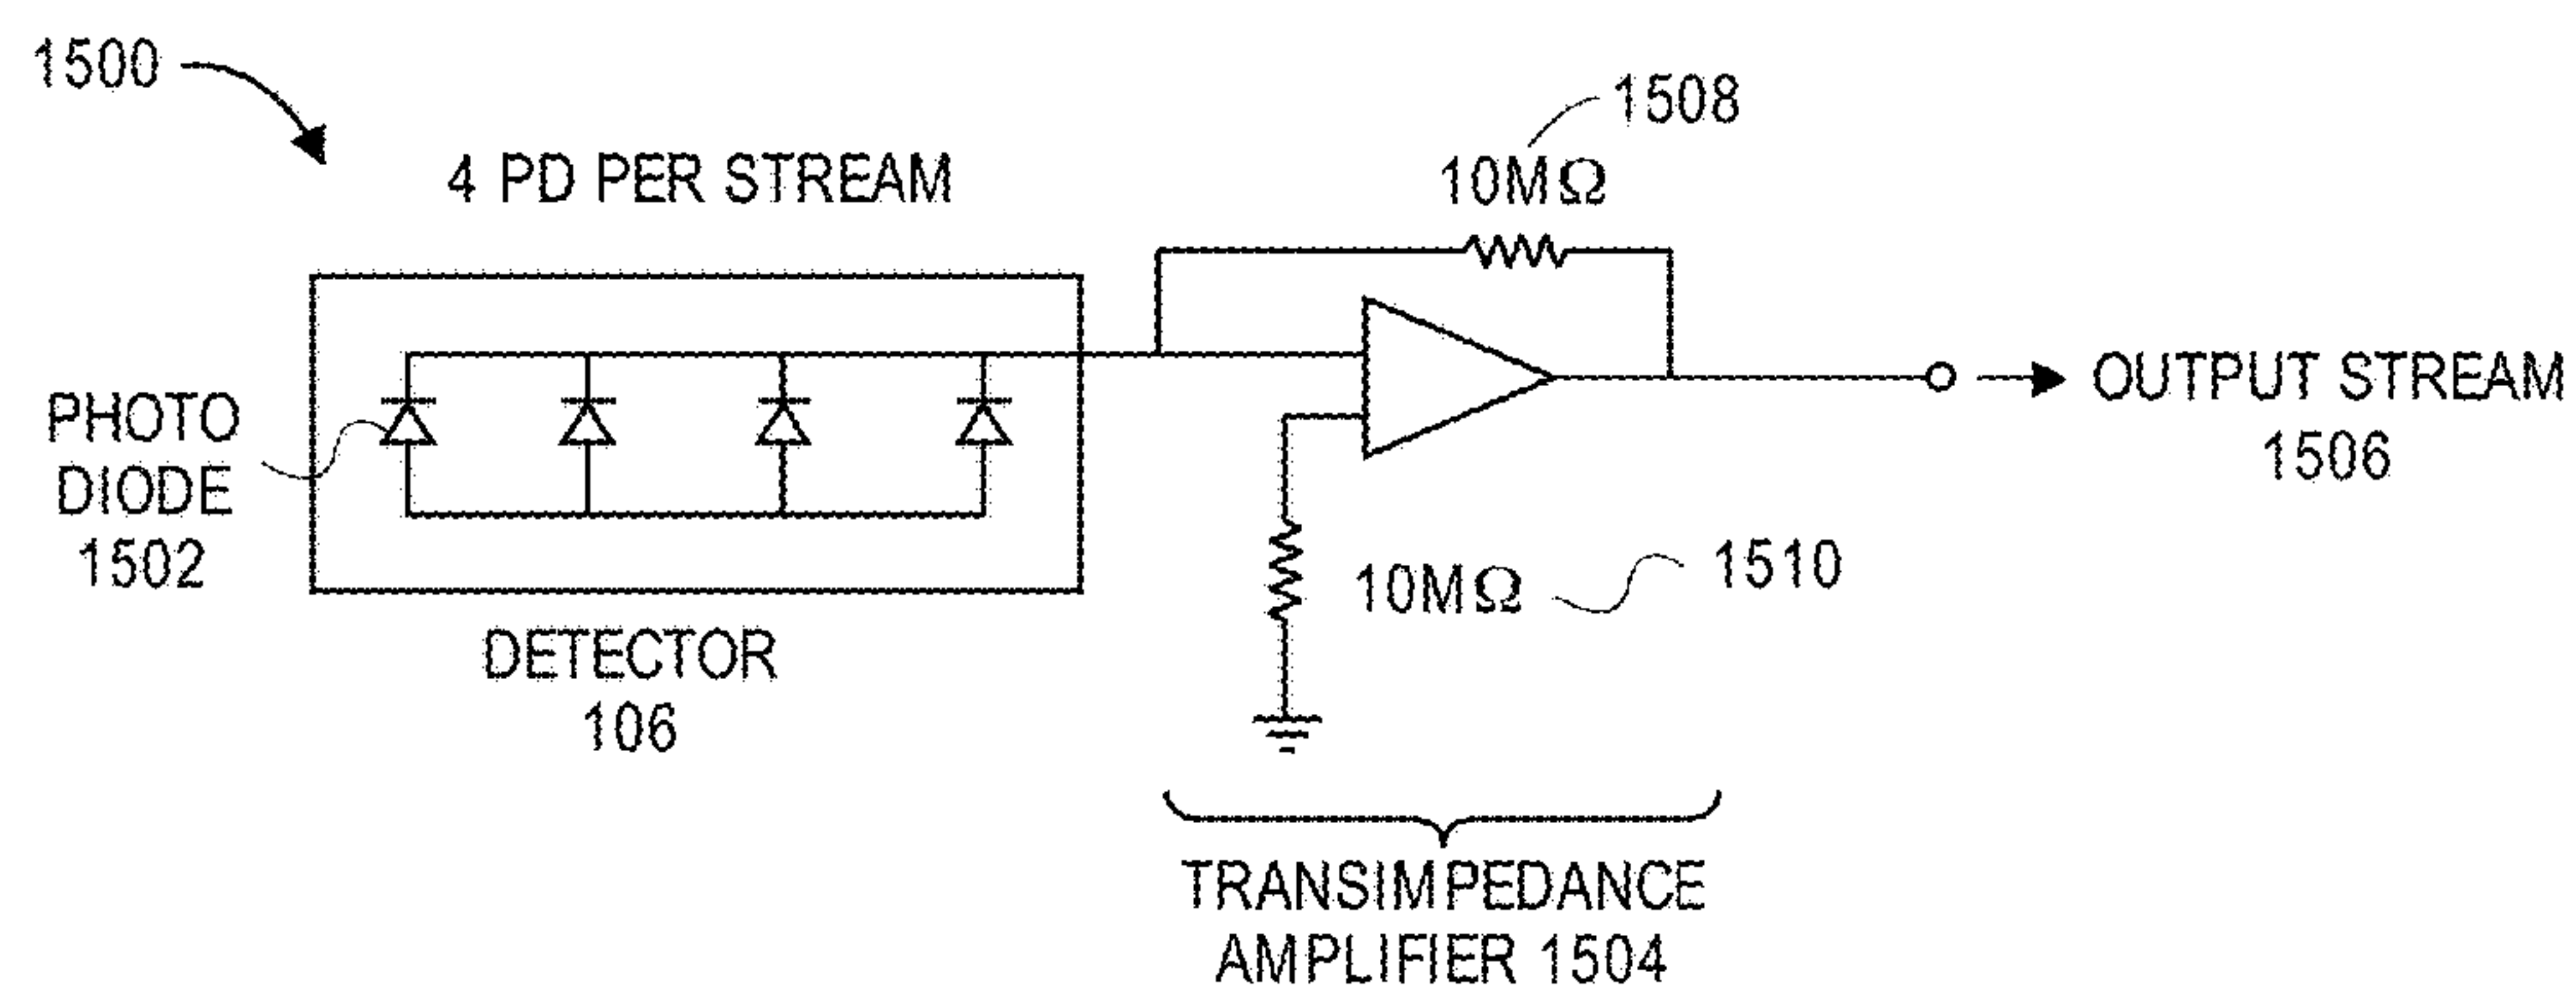 1500
4 PD PER STREAM
1508
10MΩ
PHOTO
DIODE
1502
DETECTOR
106
10MΩ
1510
OUTPUT STREAM
1506
TRANSIMPEDANCE
AMPLIFIER 1504